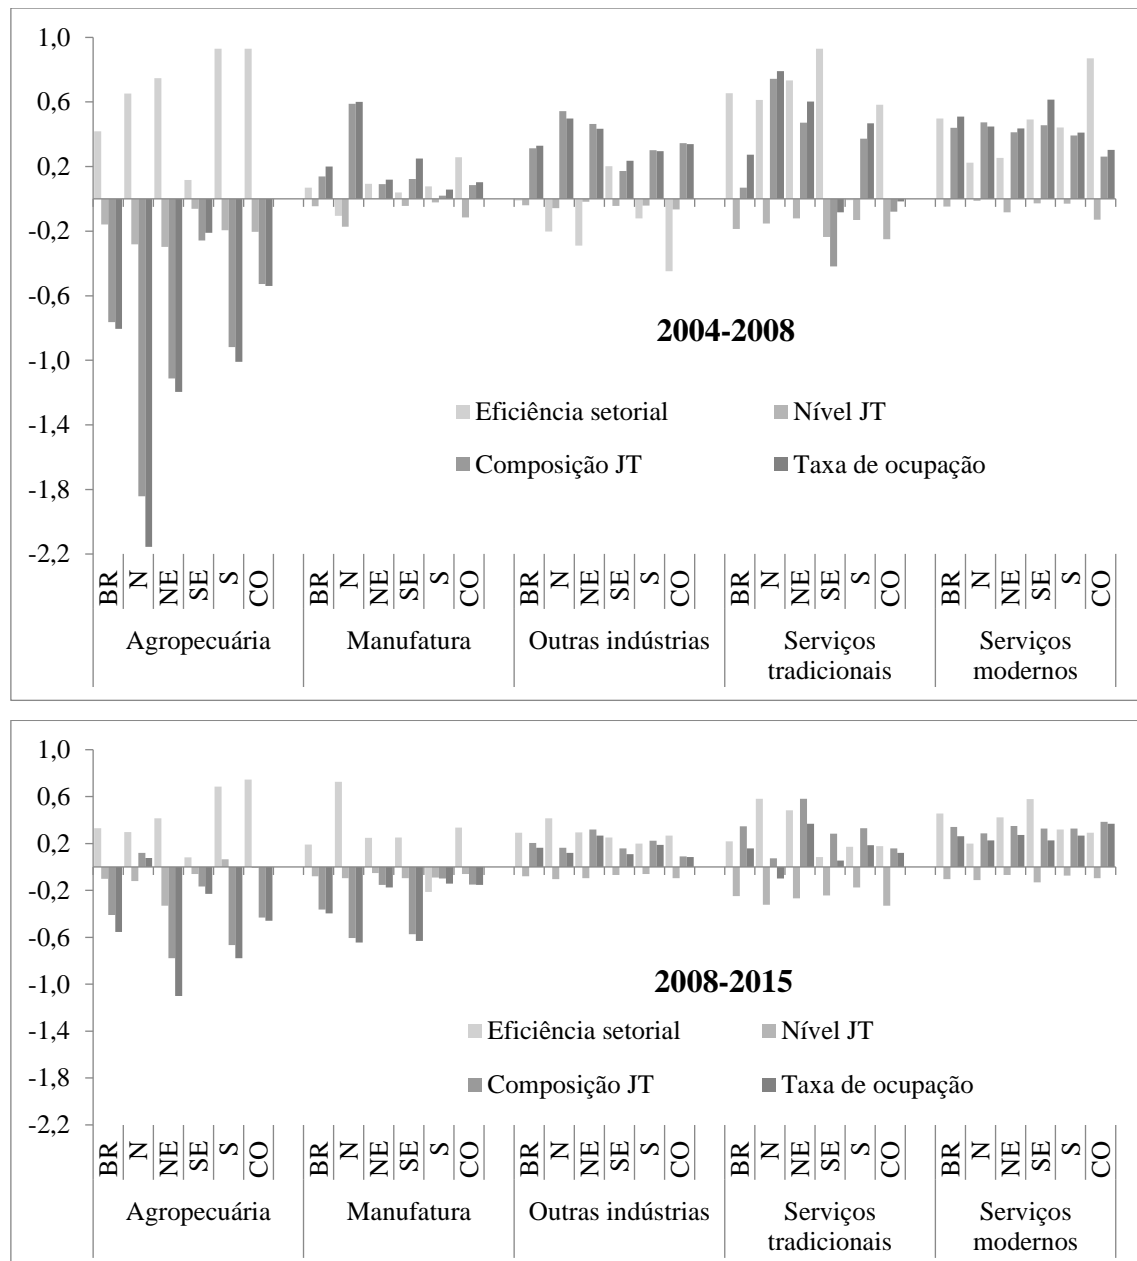 1,0
0,6
0,2
-0,2
-0,6
-1,0
-1,4
-1,8
-2,2
2004-2008
Eficiência setorial Nível JT
Composição JT Taxa de ocupação
BR N NE SE S CO BR N NE SE S CO BR N NE SE S CO BR N NE SE S CO BR N NE SE S CO
Agropecuária Manufatura Outras indústrias Serviços Serviços
tradicionais modernos
1,0
0,6
0,2
-0,2
-0,6
-1,0
-1,4
-1,8
-2,2
2008-2015
Eficiência setorial Nível JT
Composição JT Taxa de ocupação
BR N NE SE S CO BR N NE SE S CO BR N NE SE S CO BR N NE SE S CO BR N NE SE S CO
Agropecuária Manufatura Outras indústrias Serviços Serviços
tradicionais modernos